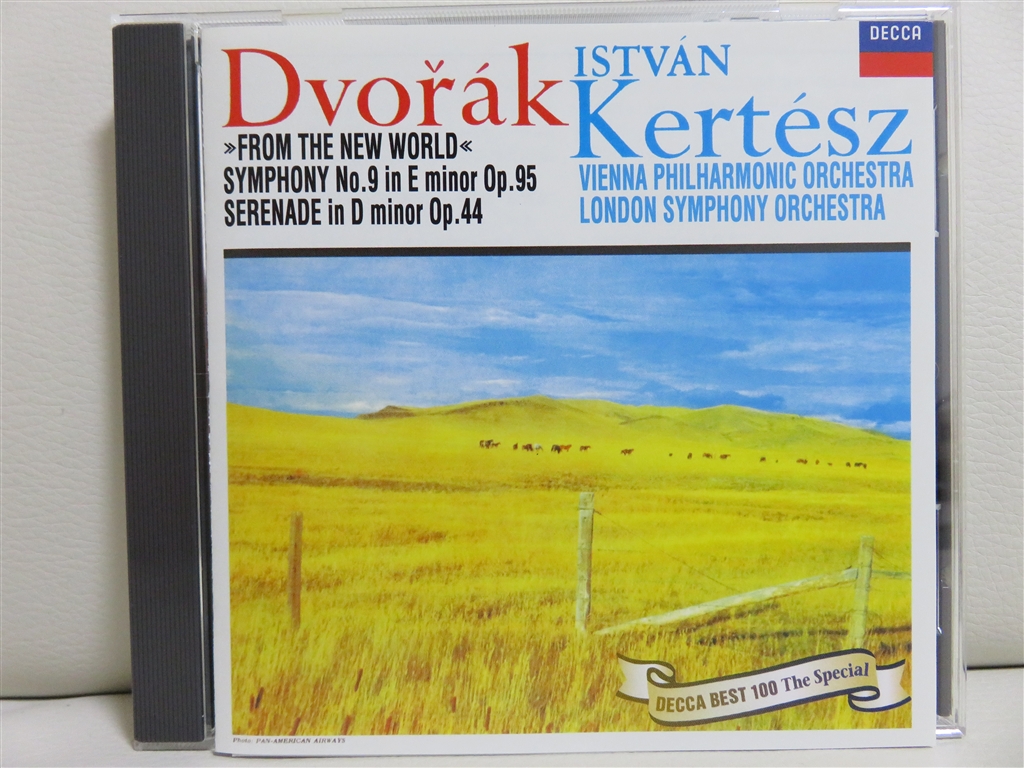 DECCA
Dvořák
ISTVÁN
Kertész
»FROM THE NEW WORLD«
SYMPHONY No.9 in E minor Op.95
SERENADE in D minor Op.44
VIENNA PHILHARMONIC ORCHESTRA
LONDON SYMPHONY ORCHESTRA
DECCA BEST 100 The Special
Photo: PAN-AMERICAN AIRWAYS